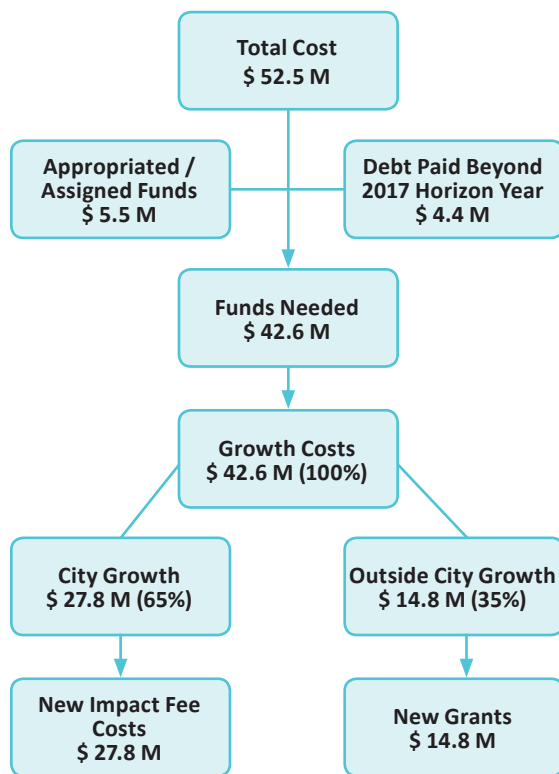 Total Cost
$ 52.5 M
Appropriated /
Assigned Funds
$ 5.5 M
Debt Paid Beyond
2017 Horizon Year
$ 4.4 M
Funds Needed
$ 42.6 M
Growth Costs
$ 42.6 M (100%)
City Growth
$ 27.8 M (65%)
Outside City Growth
$ 14.8 M (35%)
New Impact Fee
Costs
$ 27.8 M
New Grants
$ 14.8 M